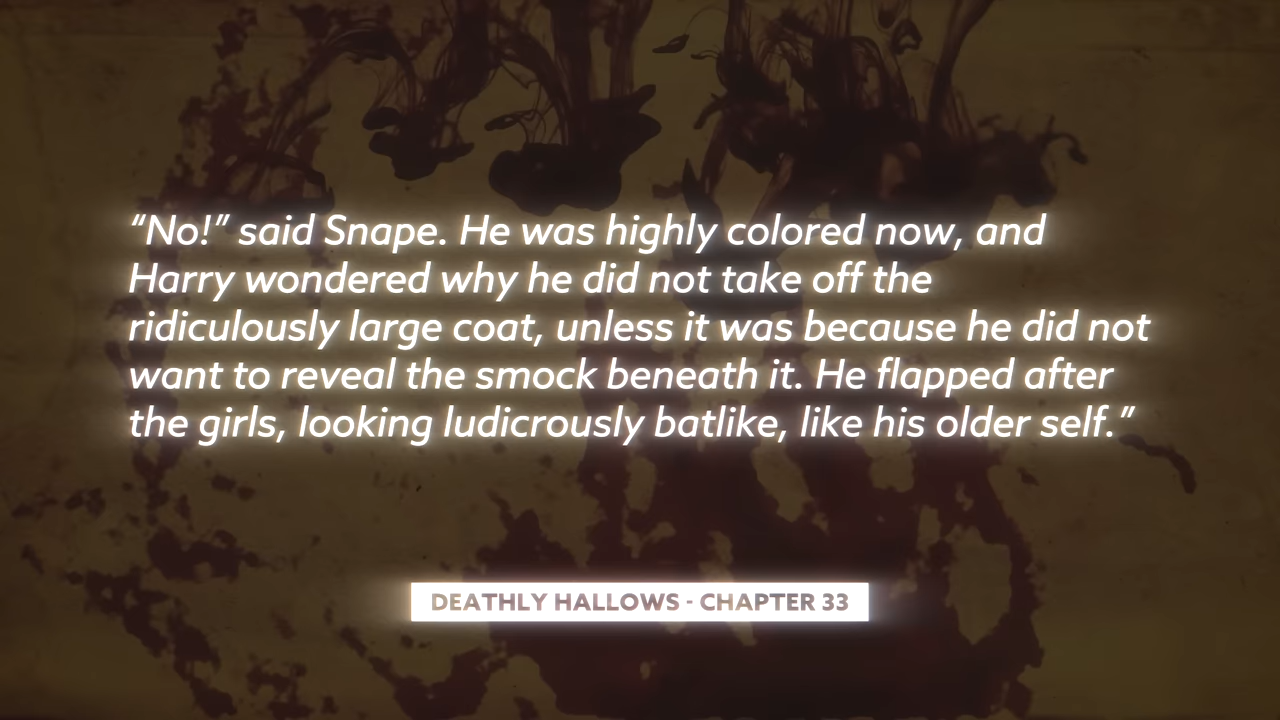 “No!” said Snape. He was highly colored now, and
Harry wondered why he did not take off the
ridiculously large coat, unless it was because he did not
want to reveal the smock beneath it. He flapped after
the girls, looking ludicrously batlike, like his older self.”
DEATHLY HALLOWS - CHAPTER 33